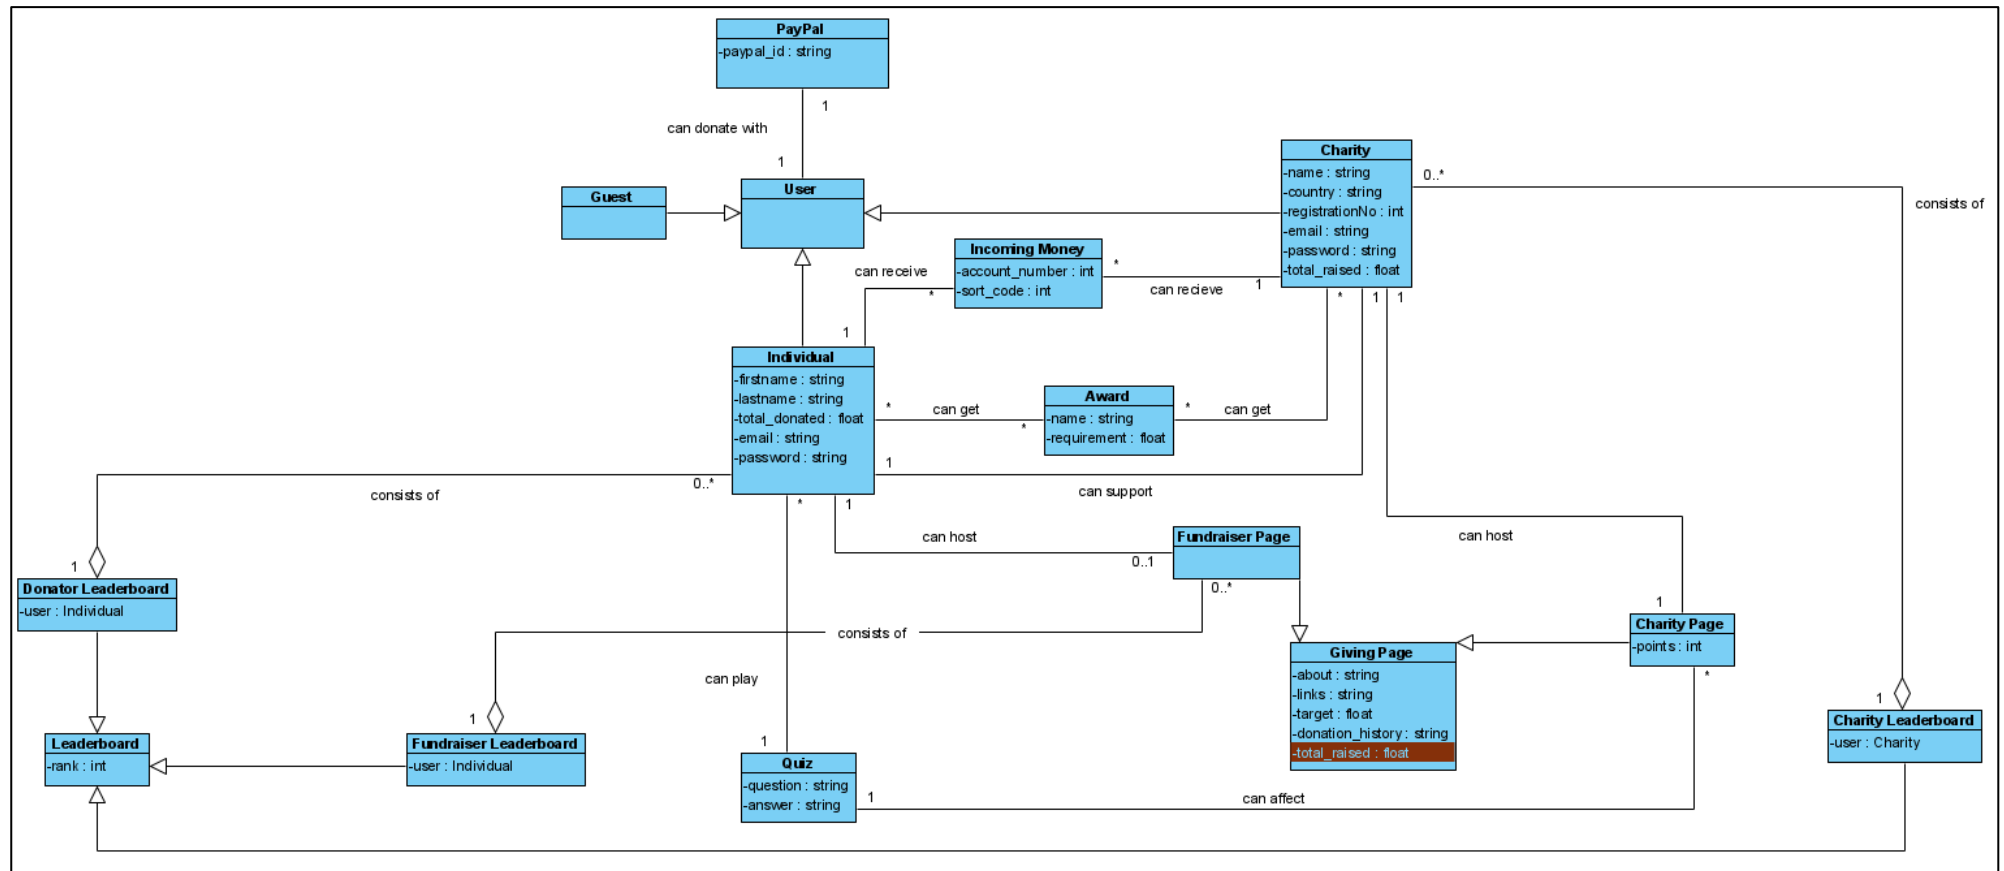 PayPal
-paypal_id : string
1
can donate with
1
User
Guest
Charity
-name : string
-country : string
-registrationNo : int
-email : string
-password : string
-total_raised : float
0..*
consists of
Incoming Money
-account_number : int
-sort_code : int
can receive
*
1
*
can recieve
1
*
1
1
Individual
-firstname : string
-lastname : string
-total_donated : float
-email : string
-password : string
*
can get
*
Award
-name : string
-requirement : float
*
can get
1
can support
0..*
consists of
*
1
can host
0..1
Fundraiser Page
0..*
can host
1
Charity Page
-points : int
*
1
Donator Leaderboard
-user : Individual
consists of
Giving Page
-about : string
-links : string
-target : float
-donation_history : string
-total_raised : float
can play
1
1
Leaderboard
-rank : int
Fundraiser Leaderboard
-user : Individual
1
Quiz
-question : string
-answer : string
1
can affect
Charity Leaderboard
-user : Charity